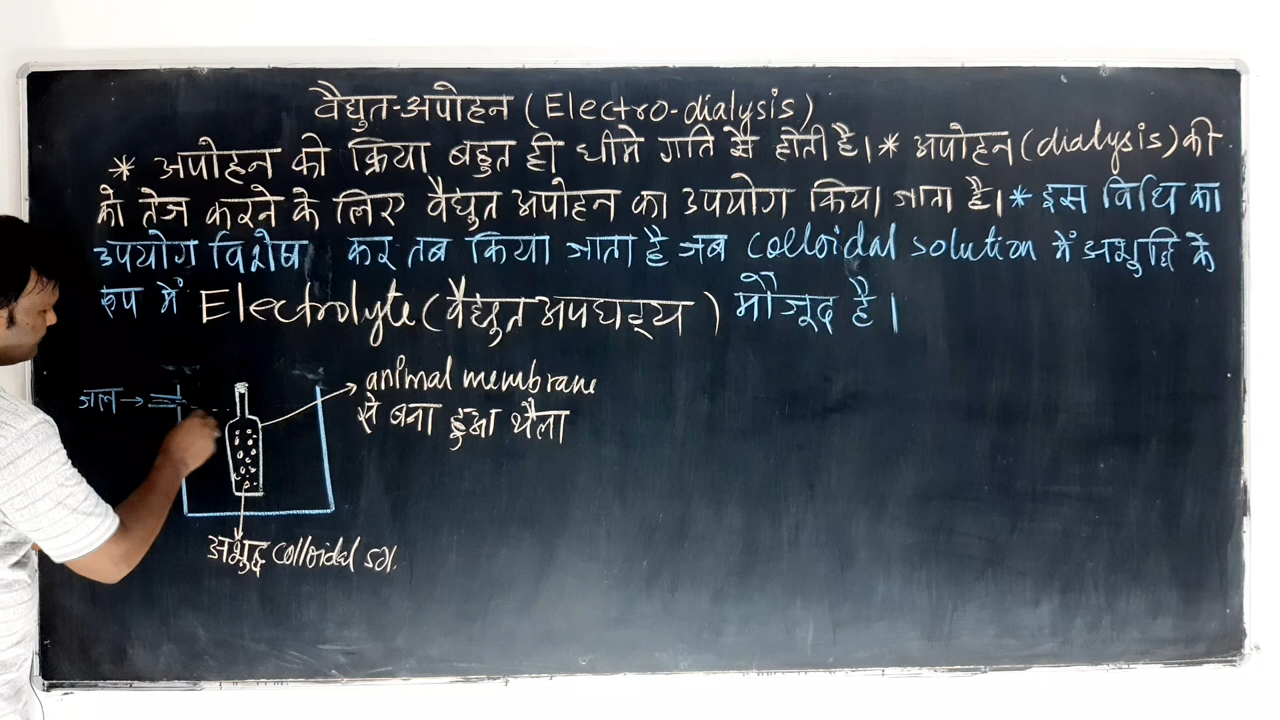 वैद्युत-अपोहन (Electro-dialysis)
* अपोहन की क्रिया बहुत ही धीमे गति से होती है। * अपोहन (dialysis) की
को तेज करने के लिए वैद्युत अपोहन का उपयोग किया जाता है। * इस विधि का
उपयोग विशेष कर तब किया जाता है जब colloidal solution में अशुद्धि के
रूप में Electrolyte (वैद्युत अपघट्य) मौजूद है।
animal membrane
से बना हुआ थैला
जल→
अशुद्ध colloidal sol.